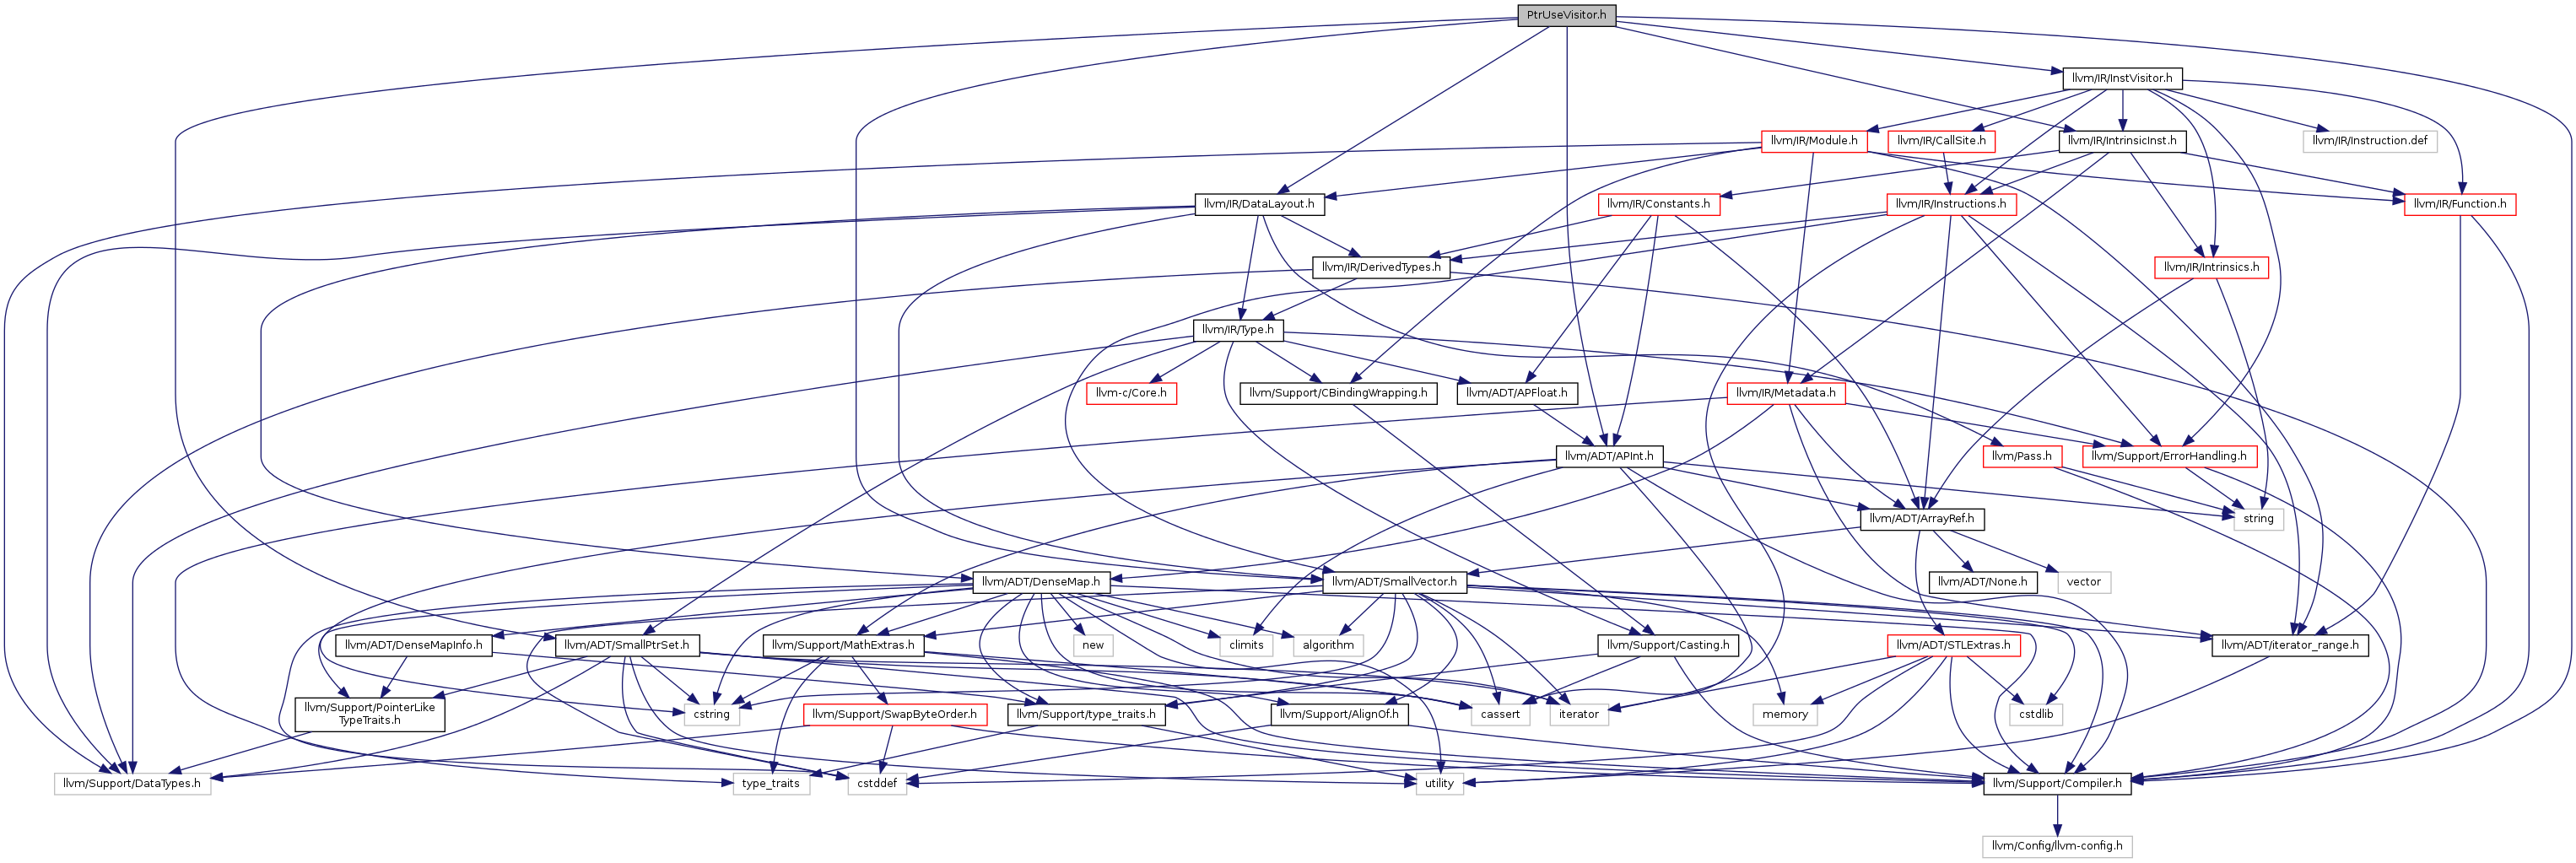 PtrUseVisitor.h
llvm/IR/InstVisitor.h
llvm/IR/Module.h
llvm/IR/CallSite.h
llvm/IR/IntrinsicInst.h
llvm/IR/Instruction.def
llvm/IR/DataLayout.h
llvm/IR/Constants.h
llvm/IR/Instructions.h
llvm/IR/Function.h
llvm/IR/DerivedTypes.h
llvm/IR/Intrinsics.h
llvm/IR/Type.h
llvm-c/Core.h
llvm/Support/CBindingWrapping.h
llvm/ADT/APFloat.h
llvm/IR/Metadata.h
llvm/ADT/APInt.h
llvm/Pass.h
llvm/Support/ErrorHandling.h
llvm/ADT/ArrayRef.h
string
llvm/ADT/DenseMap.h
llvm/ADT/SmallVector.h
llvm/ADT/None.h
vector
llvm/ADT/DenseMapInfo.h
llvm/ADT/SmallPtrSet.h
llvm/Support/MathExtras.h
new
climits
algorithm
llvm/Support/Casting.h
llvm/ADT/STLExtras.h
llvm/ADT/iterator_range.h
llvm/Support/PointerLike
TypeTraits.h
cstring
llvm/Support/SwapByteOrder.h
llvm/Support/type_traits.h
llvm/Support/AlignOf.h
cassert
iterator
memory
cstdlib
llvm/Support/DataTypes.h
type_traits
cstddef
utility
llvm/Support/Compiler.h
llvm/Config/llvm-config.h